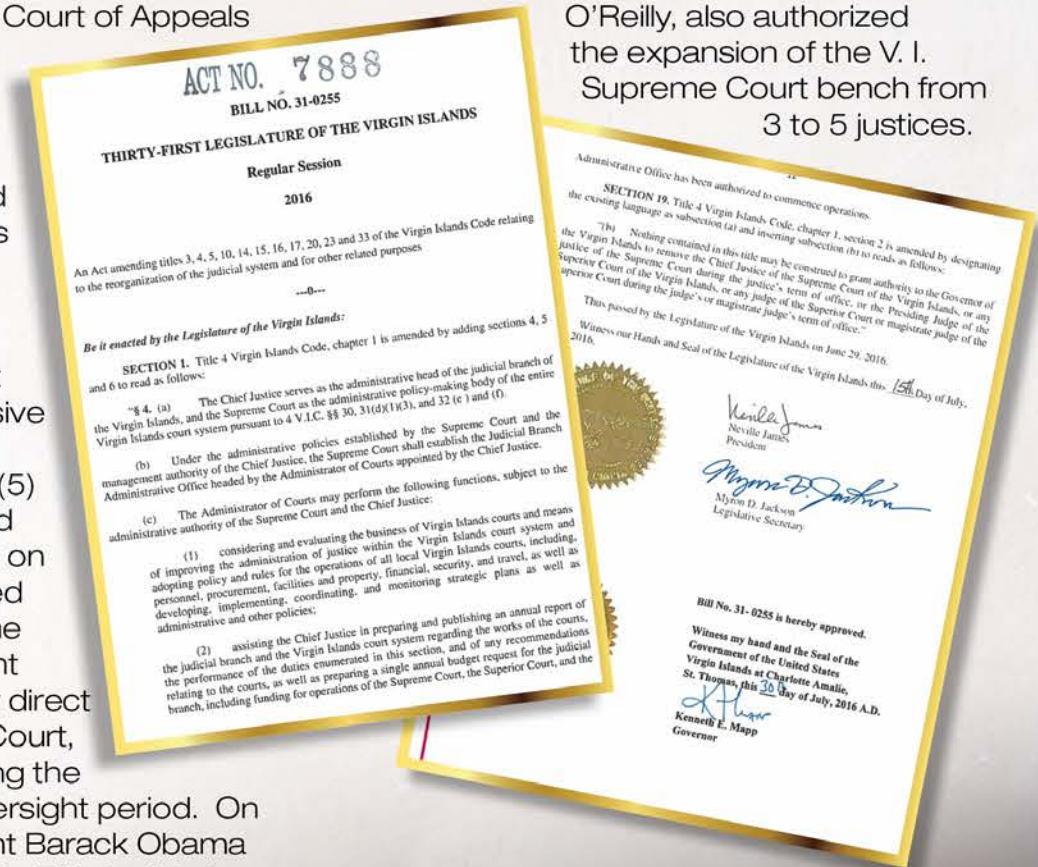 Court of Appeals
d
s
t
sive
(5)
d
on
ed
ne
nt
r direct
Court,
ng the
ersight period. On
nt Barack Obama
O'Reilly, also authorized
the expansion of the V. I.
Supreme Court bench from
3 to 5 justices.
ACT NO. 7888
BILL NO. 31-0255
THIRTY-FIRST LEGISLATURE OF THE VIRGIN ISLANDS
Regular Session
2016
An Act amending titles 3, 4, 5, 10, 14, 15, 16, 17, 20, 23 and 33 of the Virgin Islands Code relating
to the reorganization of the judicial system and for other related purposes
---0---
Be it enacted by the Legislature of the Virgin Islands:
SECTION 1. Title 4 Virgin Islands Code, chapter 1 is amended by adding sections 4, 5
and 6 to read as follows:
"§ 4. (a) The Chief Justice serves as the administrative head of the judicial branch of
the Virgin Islands, and the Supreme Court as the administrative policy-making body of the entire
Virgin Islands court system pursuant to 4 V.I.C. §§ 30, 31(d)(1)(3), and 32 (e ) and (f).
(b) Under the administrative policies established by the Supreme Court and the
management authority of the Chief Justice, the Supreme Court shall establish the Judicial Branch
Administrative Office headed by the Administrator of Courts appointed by the Chief Justice.
(c) The Administrator of Courts may perform the following functions, subject to the
administrative authority of the Supreme Court and the Chief Justice:
(1) considering and evaluating the business of Virgin Islands courts and means
of improving the administration of justice within the Virgin Islands court system and
adopting policy and rules for the operations of all local Virgin Islands courts, including,
personnel, procurement, facilities and property, financial, security, and travel, as well as
developing, implementing, coordinating, and monitoring strategic plans as well as
administrative and other policies;
(2) assisting the Chief Justice in preparing and publishing an annual report of
the judicial branch and the Virgin Islands court system regarding the works of the courts,
the performance of the duties enumerated in this section, and of any recommendations
relating to the courts, as well as preparing a single annual budget request for the judicial
branch, including funding for operations of the Supreme Court, the Superior Court, and the
Administrative Office has been authorized to commence operations.
SECTION 19. Title 4 Virgin Islands Code, chapter 1, section 2 is amended by designating
the existing language as subsection (a) and inserting subsection (b) to reads as follows:
"(b) Nothing contained in this title may be construed to grant authority to the Governor of
the Virgin Islands to remove the Chief Justice of the Supreme Court of the Virgin Islands, or any
justice of the Supreme Court during the justice's term of office, or the Presiding Judge of the
Superior Court of the Virgin Islands, or any judge of the Superior Court or magistrate judge of the
Superior Court during the judge's or magistrate judge's term of office."
Thus passed by the Legislature of the Virgin Islands on June 29, 2016.
Witness our Hands and Seal of the Legislature of the Virgin Islands this 15th Day of July,
2016.
Neville James
President
Myron D. Jackson
Myron D. Jackson
Legislative Secretary
Bill No. 31- 0255 is hereby approved.
Witness my hand and the Seal of the
Government of the United States
Virgin Islands at Charlotte Amalie,
St. Thomas, this 30 day of July, 2016 A.D.
Kenneth E. Mapp
Governor